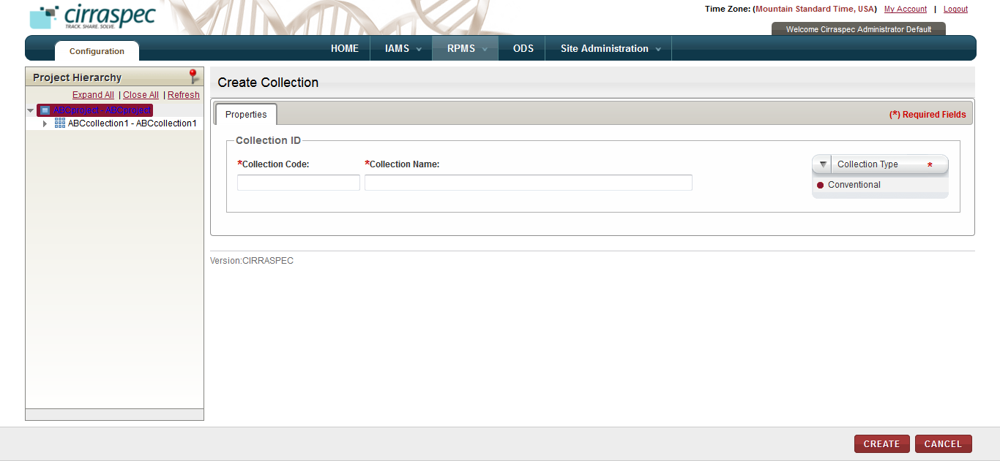 cirraspec
TRACK. SHARE. SOLVE.
Time Zone: (Mountain Standard Time, USA) My Account | Logout
Welcome Cirraspec Administrator Default
Configuration
HOME IAMS RPMS ODS Site Administration
Project Hierarchy
Expand All | Close All | Refresh
ABCproject - ABCproject
ABCcollection1 - ABCcollection1
Create Collection
Properties
(*) Required Fields
Collection ID
*Collection Code: *Collection Name:
Collection Type *
Conventional
Version:CIRRASPEC
CREATE CANCEL